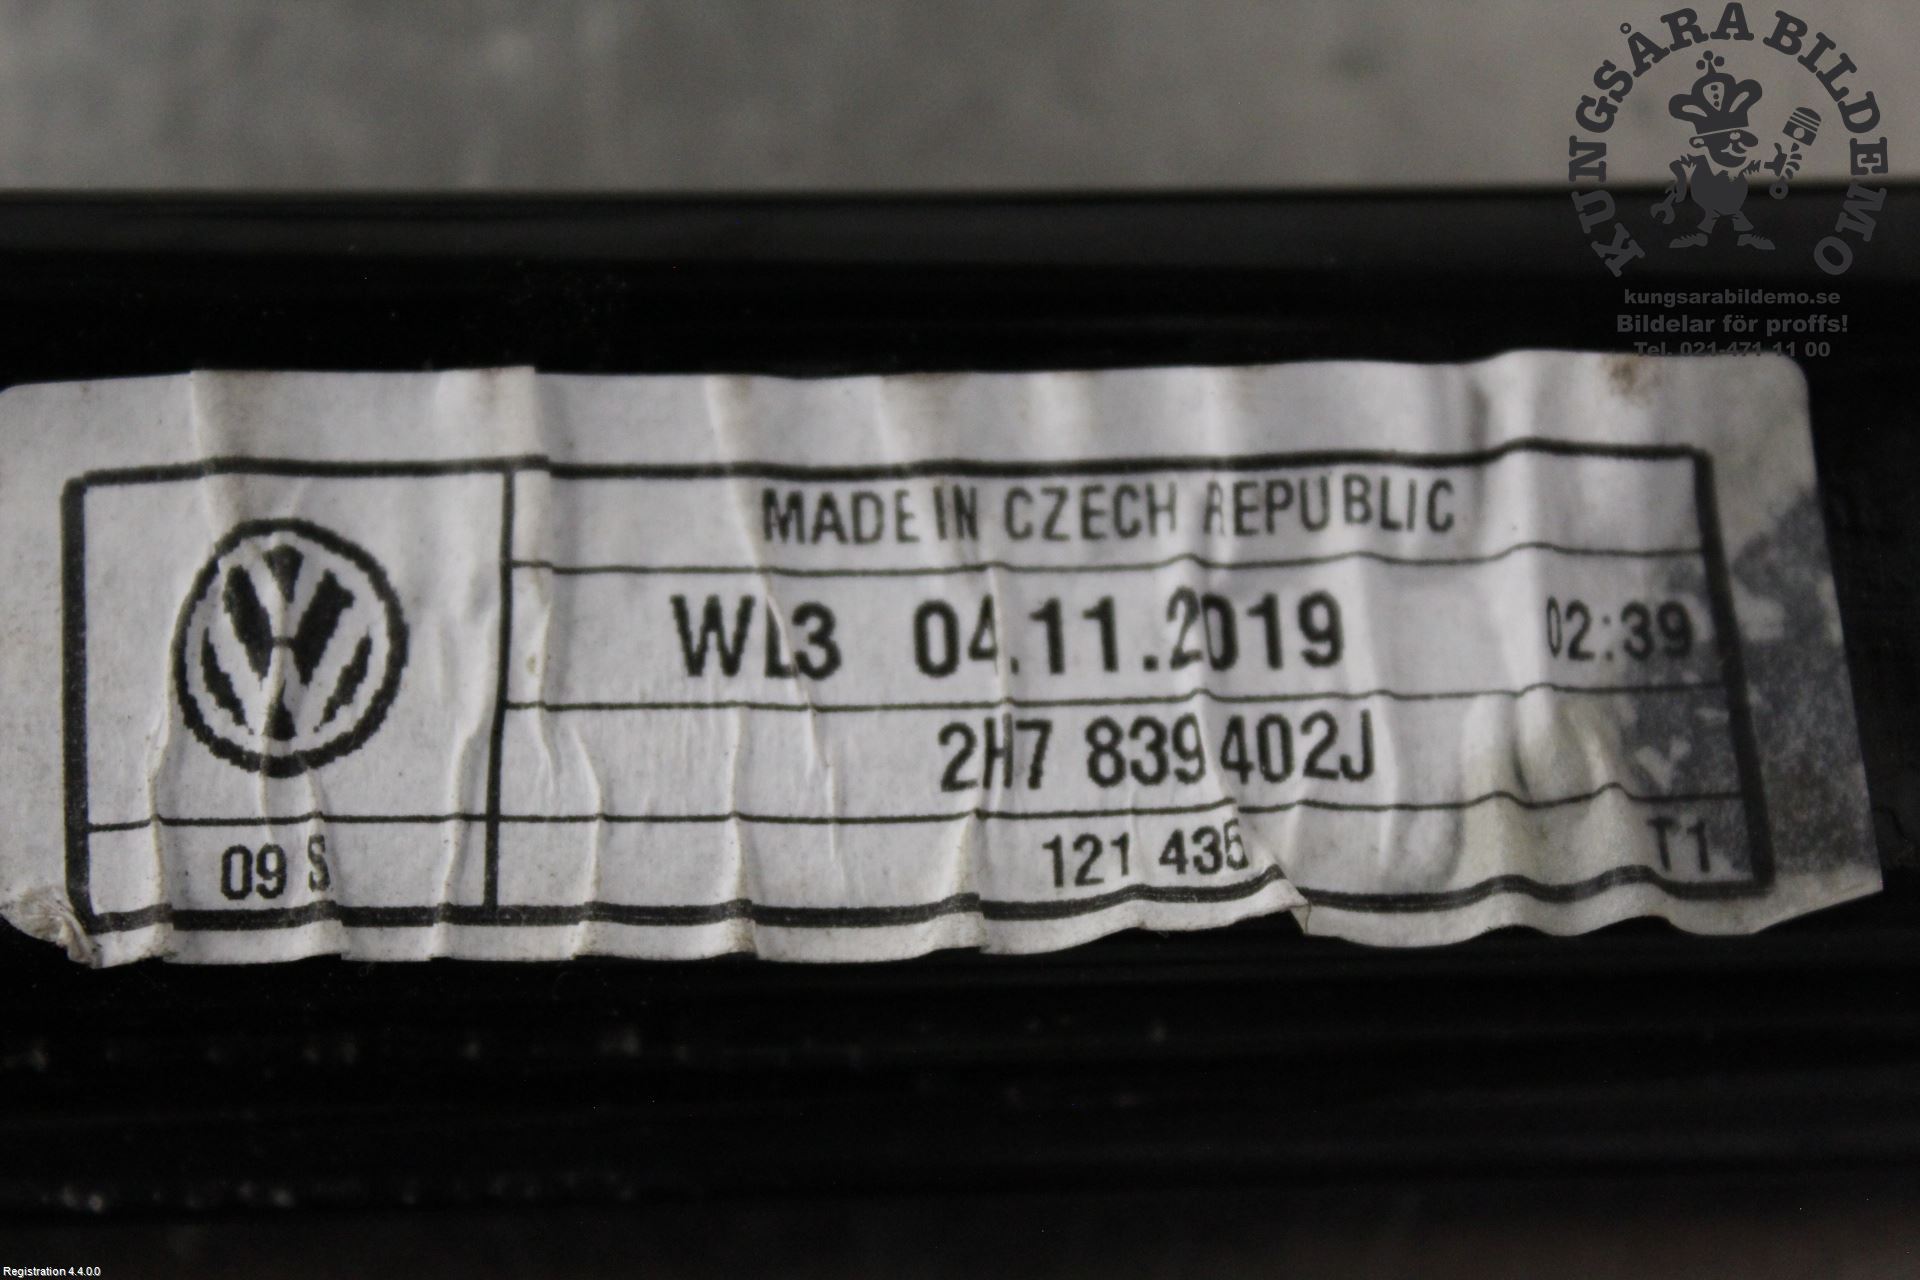 KUNGSÅRA BILDEMO
kungsarabildemo.se
Bildelar för proffs!
Tel. 021-471 11 00
MADE IN CZECH REPUBLIC
WL3 04.11.2019 02:39
2H7 839 402J
09 S 121 435 T1
Registration 4.4.0.0